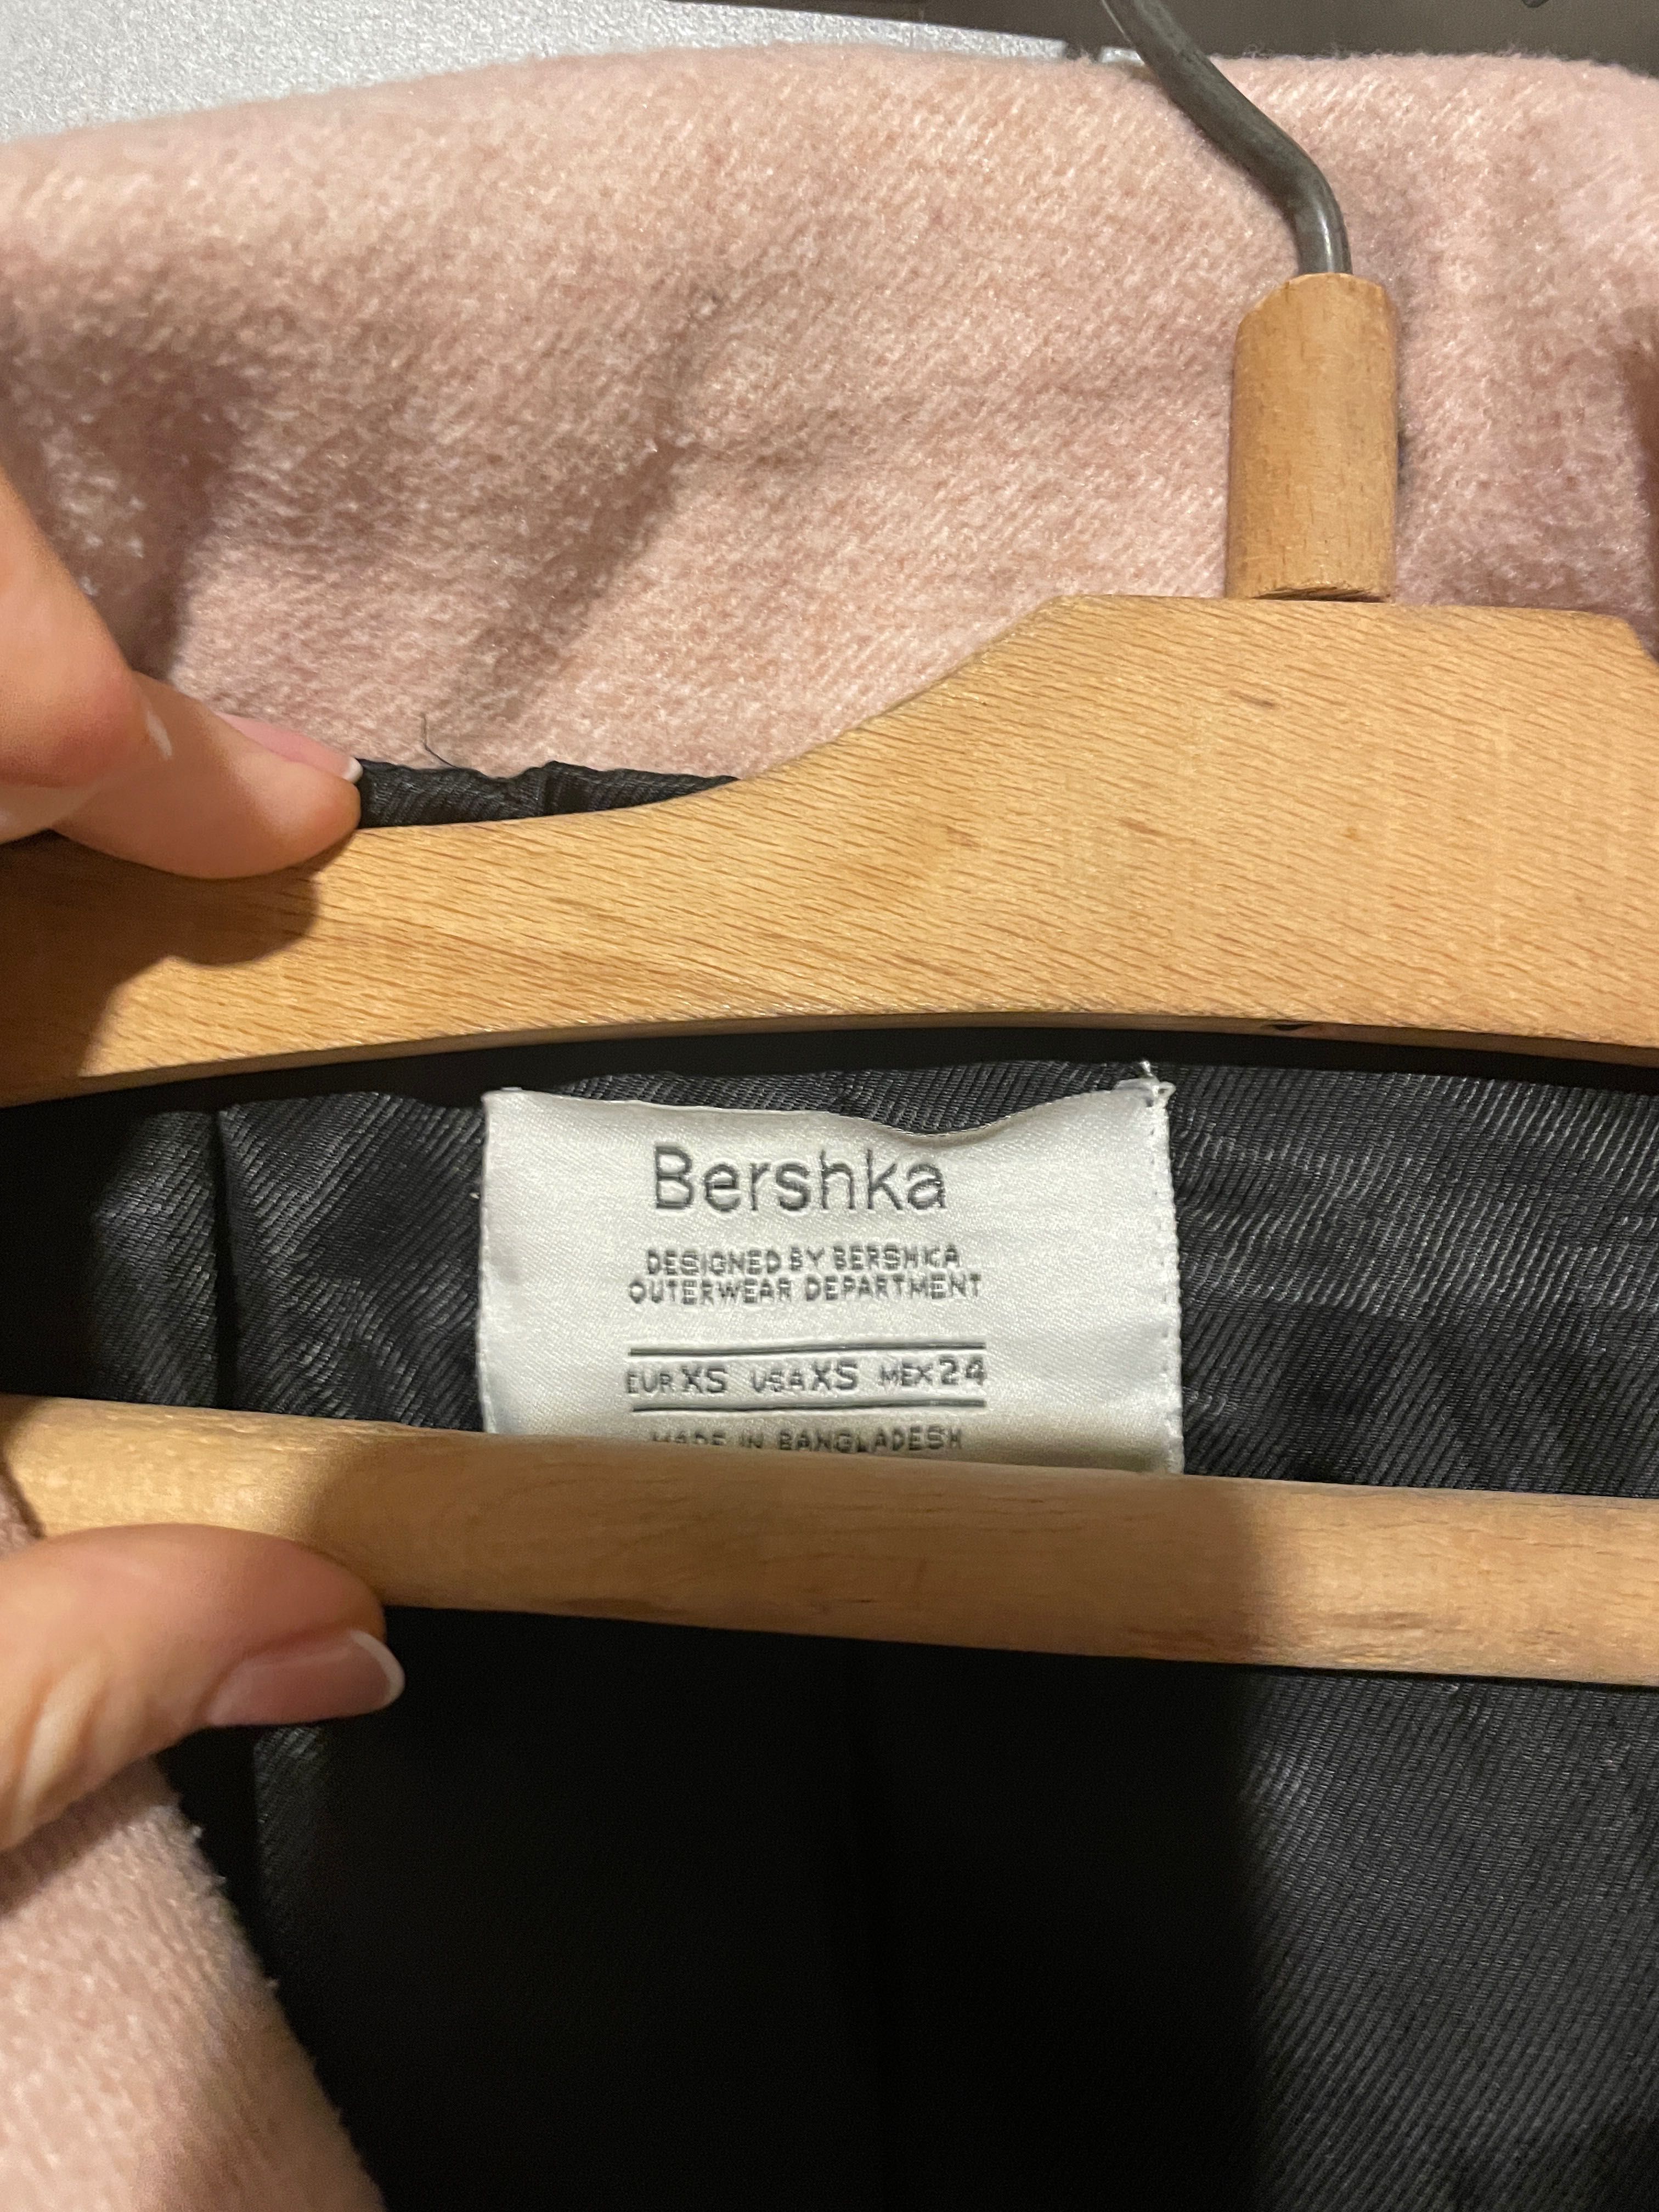 Bershka
DESIGNED BY BERSHKA
OUTERWEAR DEPARTMENT
EUR XS USA XS MEX 24
MADE IN BANGLADESH